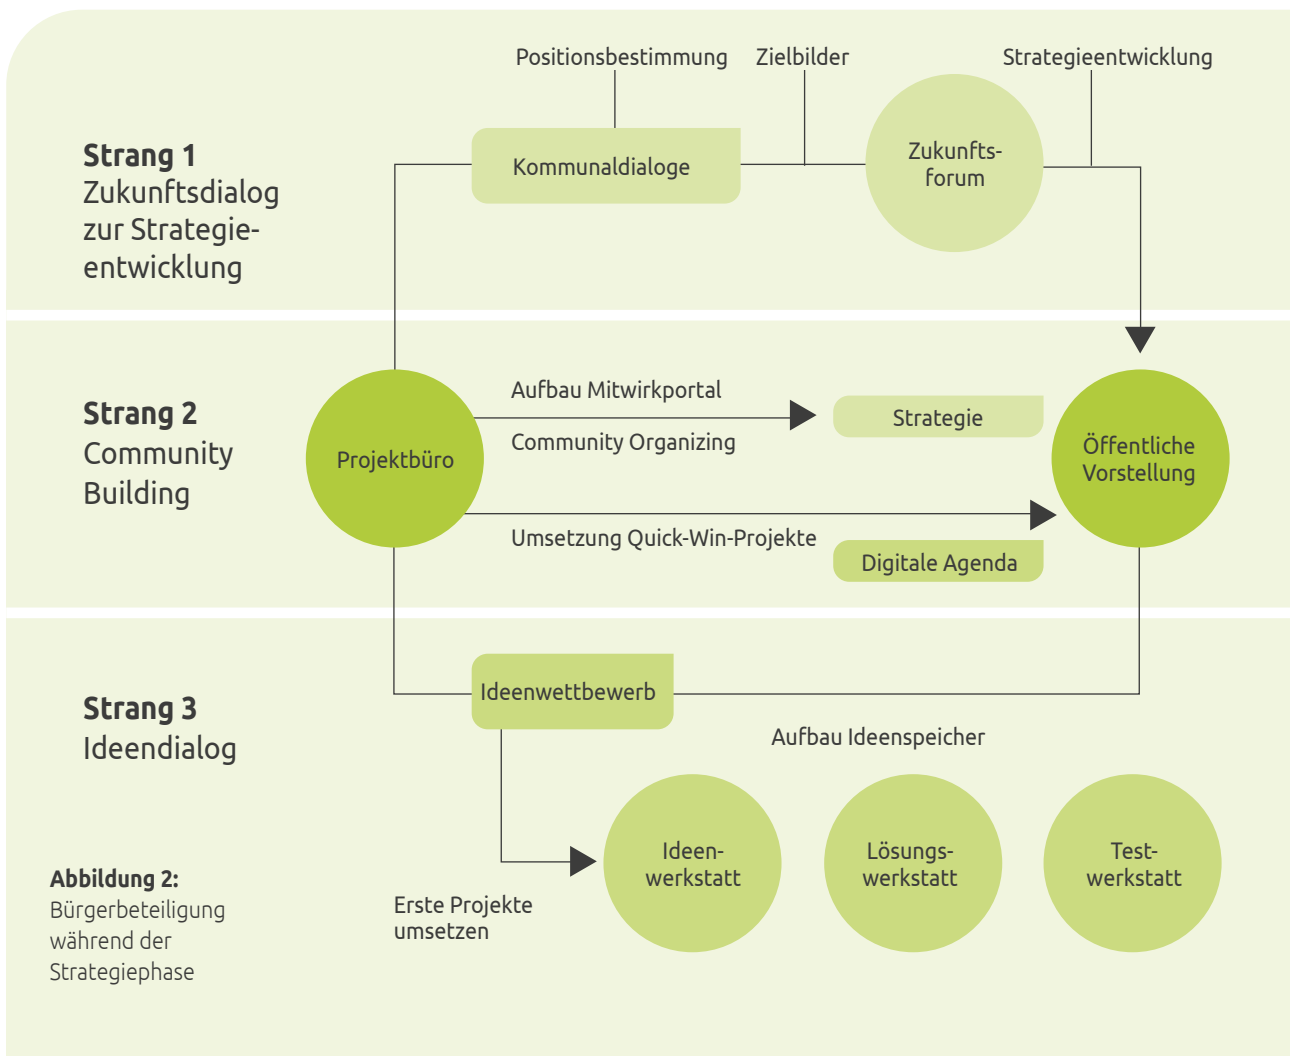 Positionsbestimmung
Zielbilder
Strategieentwicklung
Strang 1
Zukunftsdialog
zur Strategie-
entwicklung
Kommunaldialoge
Zukunfts-
forum
Strang 2
Community
Building
Projektbüro
Aufbau Mitwirkportal
Community Organizing
Strategie
Öffentliche
Vorstellung
Umsetzung Quick-Win-Projekte
Digitale Agenda
Strang 3
Ideendialog
Ideenwettbewerb
Aufbau Ideenspeicher
Ideen-
werkstatt
Lösungs-
werkstatt
Test-
werkstatt
Erste Projekte
umsetzen
Abbildung 2:
Bürgerbeteiligung
während der
Strategiephase